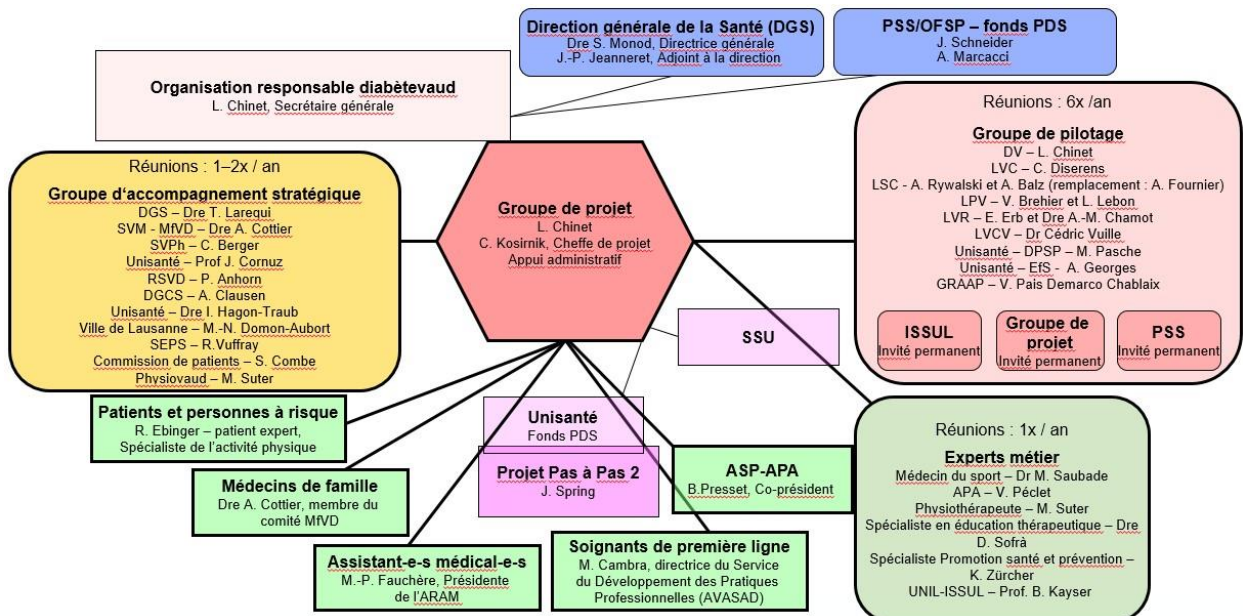 Direction générale de la Santé (DGS)
Dre S. Monod, Directrice générale
J.-P. Jeanneret, Adjoint à la direction
PSS/OFSP – fonds PDS
J. Schneider
A. Marcacci
Organisation responsable diabètevaud
L. Chinet, Secrétaire générale
Réunions : 1–2x / an
Groupe d'accompagnement stratégique
DGS – Dre T. Larequi
SVM - MfVD – Dre A. Cottier
SVPh – C. Berger
Unisanté – Prof J. Cornuz
RSVD – P. Anhorn
DGCS – A. Clausen
Unisanté – Dre I. Hagon-Traub
Ville de Lausanne – M.-N. Domon-Aubort
SEPS – R.Vuffray
Commission de patients – S. Combe
Physiovaud – M. Suter
Groupe de projet
L. Chinet
C. Kosirnik, Cheffe de projet
Appui administratif
Réunions : 6x /an
Groupe de pilotage
DV – L. Chinet
LVC – C. Diserens
LSC - A. Rywalski et A. Balz (remplacement : A. Fournier)
LPV – V. Brehier et L. Lebon
LVR – E. Erb et Dre A.-M. Chamot
LVCV – Dr Cédric Vuille
Unisanté – DPSP – M. Pasche
Unisanté – EfS - A. Georges
GRAAP – V. Pais Demarco Chablaix
ISSUL
Invité permanent
Groupe de
projet
Invité permanent
PSS
Invité permanent
SSU
Unisanté
Fonds PDS
Projet Pas à Pas 2
J. Spring
Patients et personnes à risque
R. Ebinger – patient expert,
Spécialiste de l'activité physique
Médecins de famille
Dre A. Cottier, membre du
comité MfVD
Assistant-e-s médical-e-s
M.-P. Fauchère, Présidente
de l'ARAM
Soignants de première ligne
M. Cambra, directrice du Service
du Développement des Pratiques
Professionnelles (AVASAD)
ASP-APA
B.Presset, Co-président
Réunions : 1x / an
Experts métier
Médecin du sport – Dr M. Saubade
APA – V. Péclet
Physiothérapeute – M. Suter
Spécialiste en éducation thérapeutique – Dre
D. Sofrà
Spécialiste Promotion santé et prévention –
K. Zürcher
UNIL-ISSUL – Prof. B. Kayser